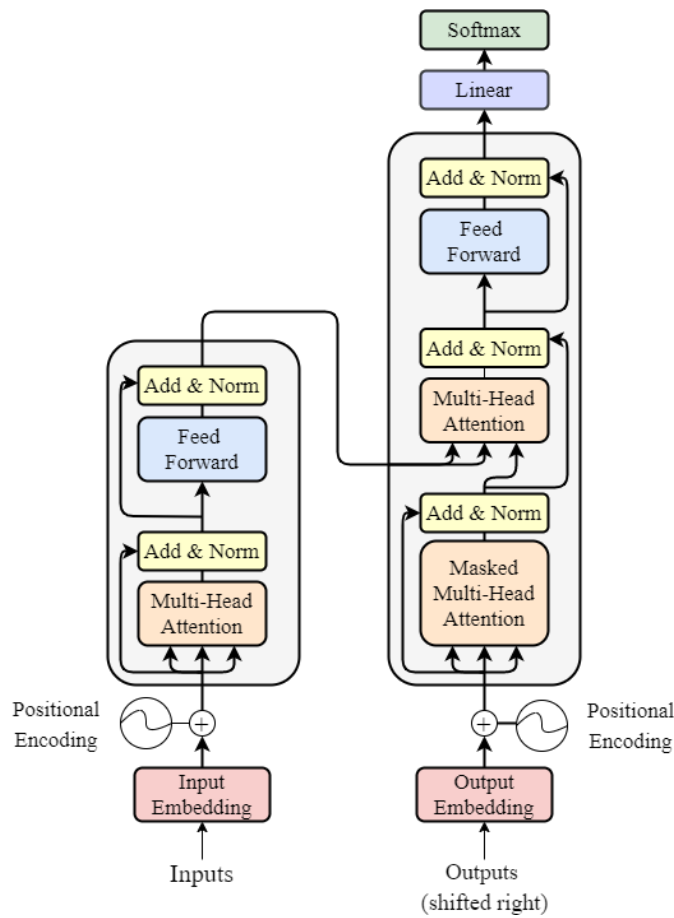 Softmax
Linear
Add & Norm
Feed
Forward
Add & Norm
Multi-Head
Attention
Add & Norm
Masked
Multi-Head
Attention
Add & Norm
Feed
Forward
Add & Norm
Multi-Head
Attention
Positional
Encoding
Positional
Encoding
Input
Embedding
Output
Embedding
Inputs
Outputs
(shifted right)